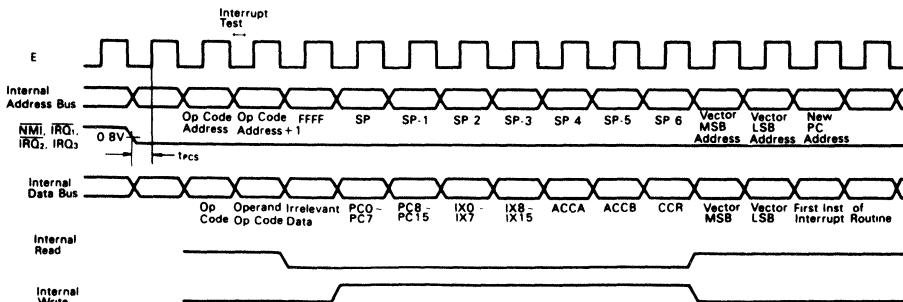 Interrupt
Test
E
Internal
Address Bus
Op Code
Address
Op Code
Address + 1
FFFF
SP
SP-1
SP 2
SP-3
SP 4
SP-5
SP 6
Vector
MSB
Address
Vector
LSB
Address
New
PC
Address
NMI, IRQ1,
IRQ2, IRQ3
0 8V
tPCS
Internal
Data Bus
Op
Code
Operand
Op Code
Irrelevant
Data
PC0 ~
PC7
PC8 ~
PC15
IX0 ~
IX7
IX8 ~
IX15
ACCA
ACCB
CCR
Vector
MSB
Vector
LSB
First Inst of
Interrupt Routine
Internal
Read
Internal
Write